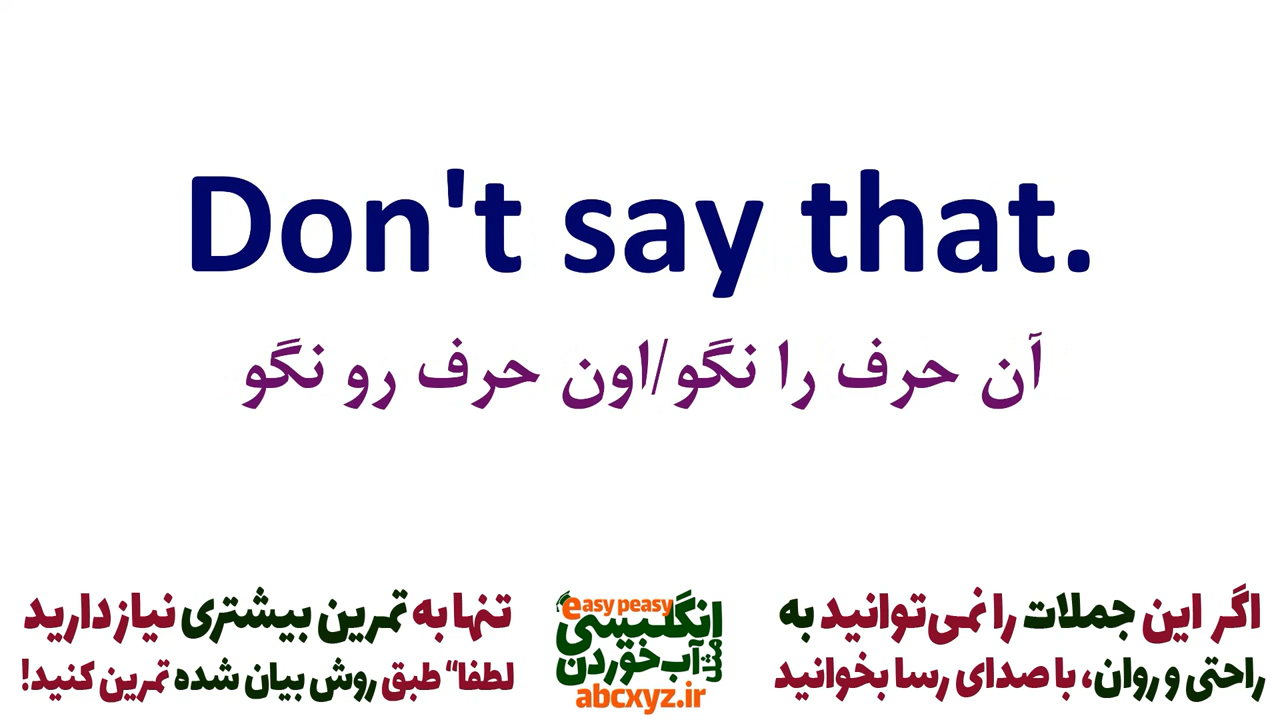 Don't say that.
آن حرف را نگو/اون حرف رو نگو
اگر این جملات را نمی‌توانید به
راحتی و روان، با صدای رسا بخوانید
easy peasy
انگلیسی
مثل آب خوردن
abcxyz.ir
تنها به تمرین بیشتری نیاز دارید
لطفا“ طبق روش بیان شده تمرین کنید!